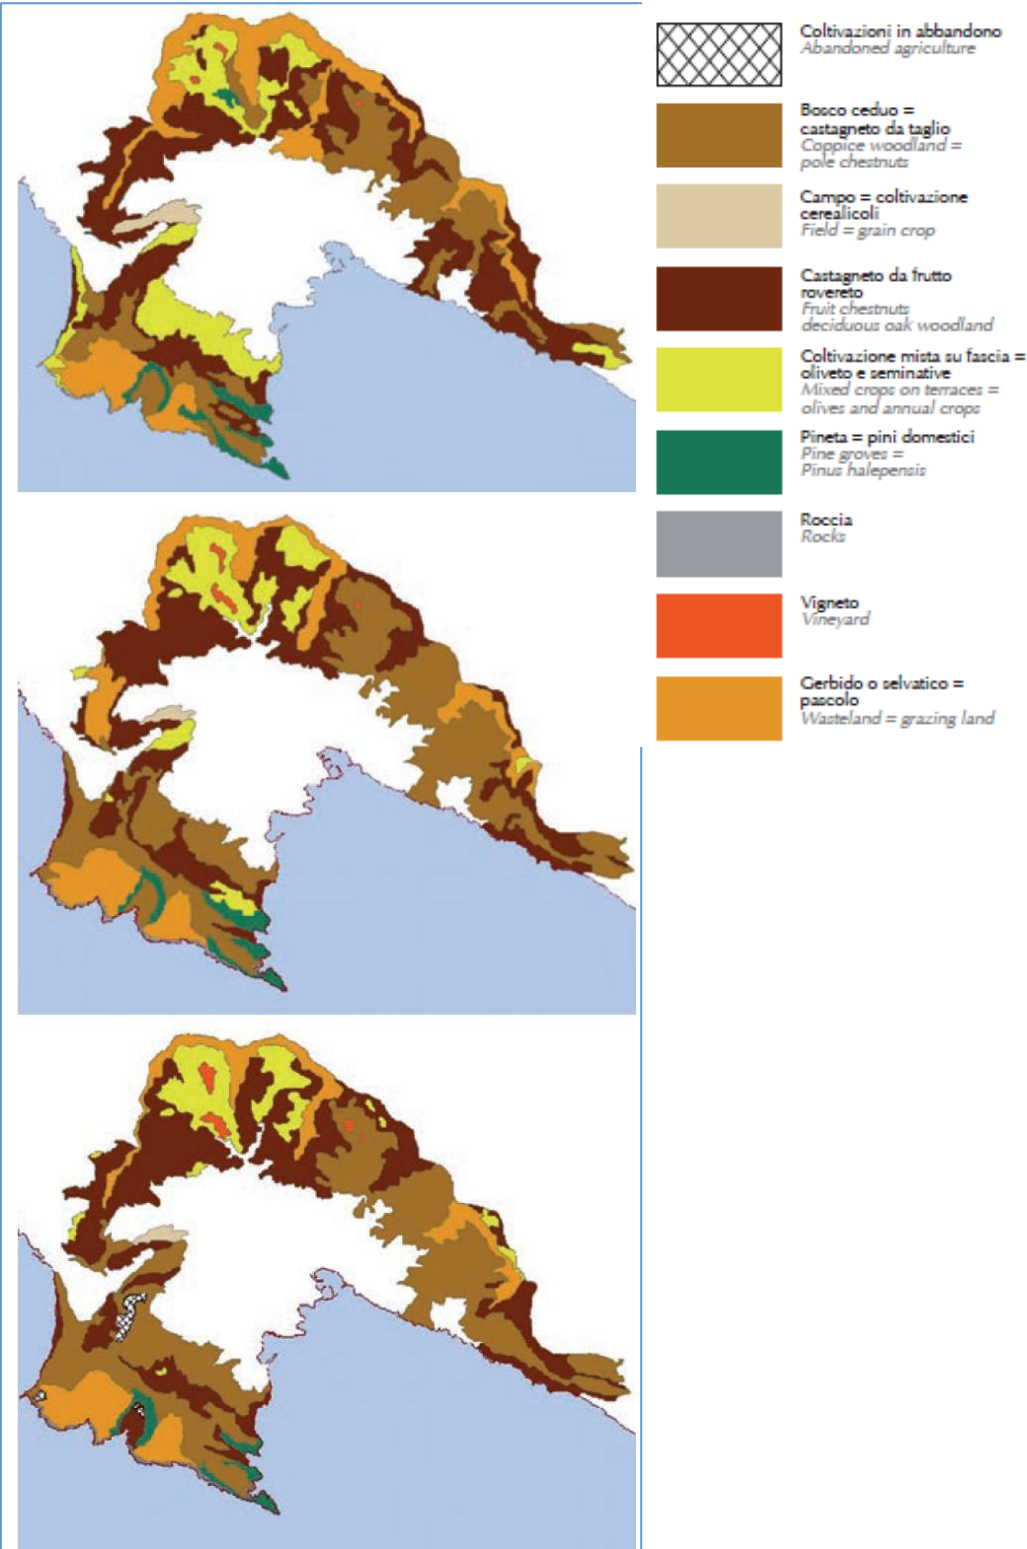 Coltivazioni in abbandono
Abandoned agriculture
Bosco ceduo =
castagneto da taglio
Coppice woodland =
pole chestnuts
Campo = coltivazione
cerealicoli
Field = grain crop
Castagneto da frutto
rovereto
Fruit chestnuts
deciduous oak woodland
Coltivazione mista su fascia =
oliveto e seminative
Mixed crops on terraces =
olives and annual crops
Pineta = pini domestici
Pine groves =
Pinus halepensis
Roccia
Rocks
Vigneto
Vineyard
Gerbido o selvatico =
pascolo
Wasteland = grazing land